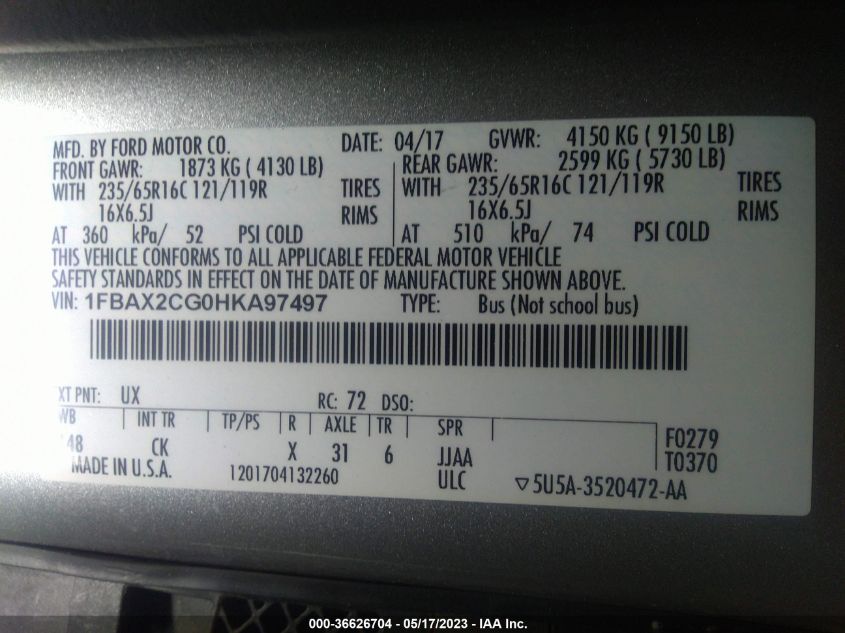 MFD. BY FORD MOTOR CO. DATE: 04/17 GVWR: 4150 KG ( 9150 LB)
FRONT GAWR: 1873 KG ( 4130 LB) REAR GAWR: 2599 KG ( 5730 LB)
WITH 235/65R16C 121/119R TIRES WITH 235/65R16C 121/119R TIRES
16X6.5J RIMS 16X6.5J RIMS
AT 360 kPa/ 52 PSI COLD AT 510 kPa/ 74 PSI COLD
THIS VEHICLE CONFORMS TO ALL APPLICABLE FEDERAL MOTOR VEHICLE
SAFETY STANDARDS IN EFFECT ON THE DATE OF MANUFACTURE SHOWN ABOVE.
VIN: 1FBAX2CG0HKA97497 TYPE: Bus (Not school bus)
XT PNT: UX RC: 72 DSO:
WB INT TR TP/PS R AXLE TR SPR F0279
48 CK X 31 6 JJAA T0370
MADE IN U.S.A. 1201704132260 ULC ▽5U5A-3520472-AA
000-36626704 - 05/17/2023 - IAA Inc.